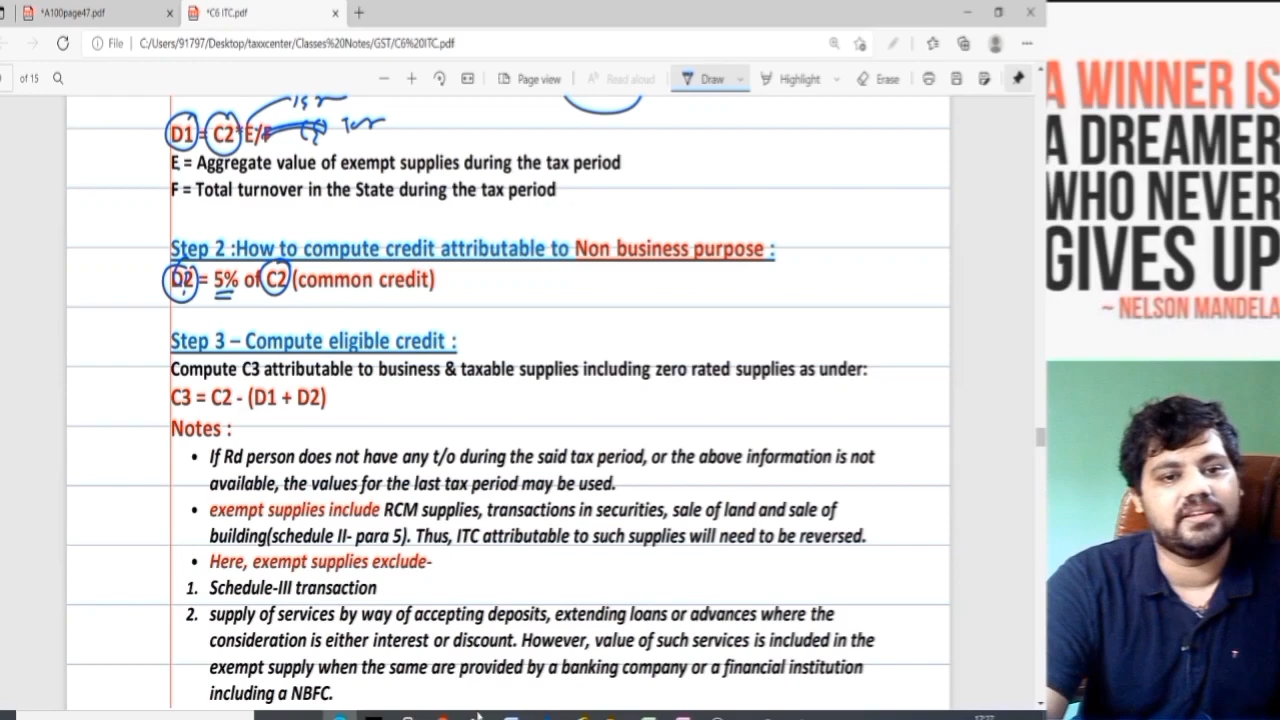 *A100page47.pdf
*C6 ITC.pdf
File
C:/Users/91797/Desktop/taxxcenter/Classes%20Notes/GST/C6%20ITC.pdf
of 15
Page view
Read aloud
Draw
Highlight
Erase
D1 = C2*E/F
E = Aggregate value of exempt supplies during the tax period
F = Total turnover in the State during the tax period
Step 2 :How to compute credit attributable to Non business purpose :
D2 = 5% of C2 (common credit)
Step 3 – Compute eligible credit :
Compute C3 attributable to business & taxable supplies including zero rated supplies as under:
C3 = C2 - (D1 + D2)
Notes :
• If Rd person does not have any t/o during the said tax period, or the above information is not
available, the values for the last tax period may be used.
• exempt supplies include RCM supplies, transactions in securities, sale of land and sale of
building(schedule II- para 5). Thus, ITC attributable to such supplies will need to be reversed.
• Here, exempt supplies exclude-
1. Schedule-III transaction
2. supply of services by way of accepting deposits, extending loans or advances where the
consideration is either interest or discount. However, value of such services is included in the
exempt supply when the same are provided by a banking company or a financial institution
including a NBFC.
A WINNER IS
A DREAMER
WHO NEVER
GIVES UP
~ NELSON MANDELA